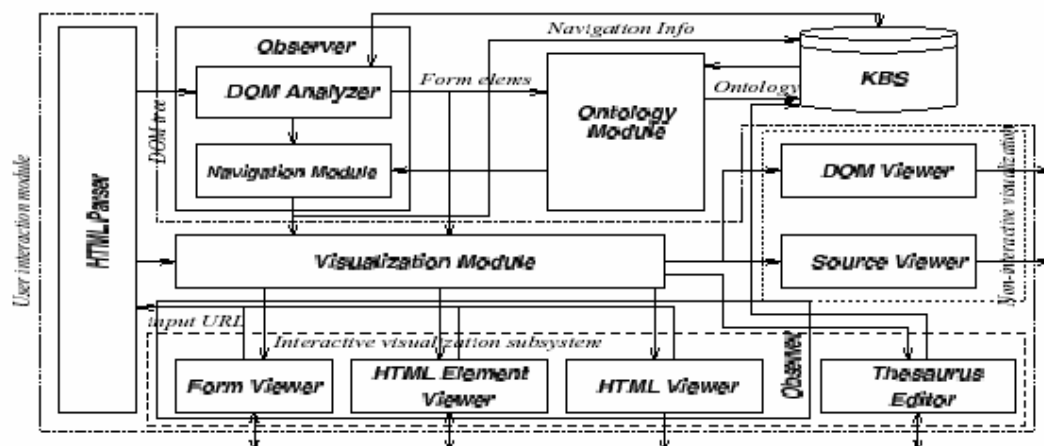 Navigation Info
Observer
KBS
DOM Analyzer
Form elems
Ontology
Ontology
Module
DOM tree
Navigation Module
DOM Viewer
User interaction module
HTMLParser
Visualization Module
Source Viewer
Non-interactive visualization
input URL
Interactive visualization subsystem
Observer
Form Viewer
HTML Element
Viewer
HTML Viewer
Thesaurus
Editor